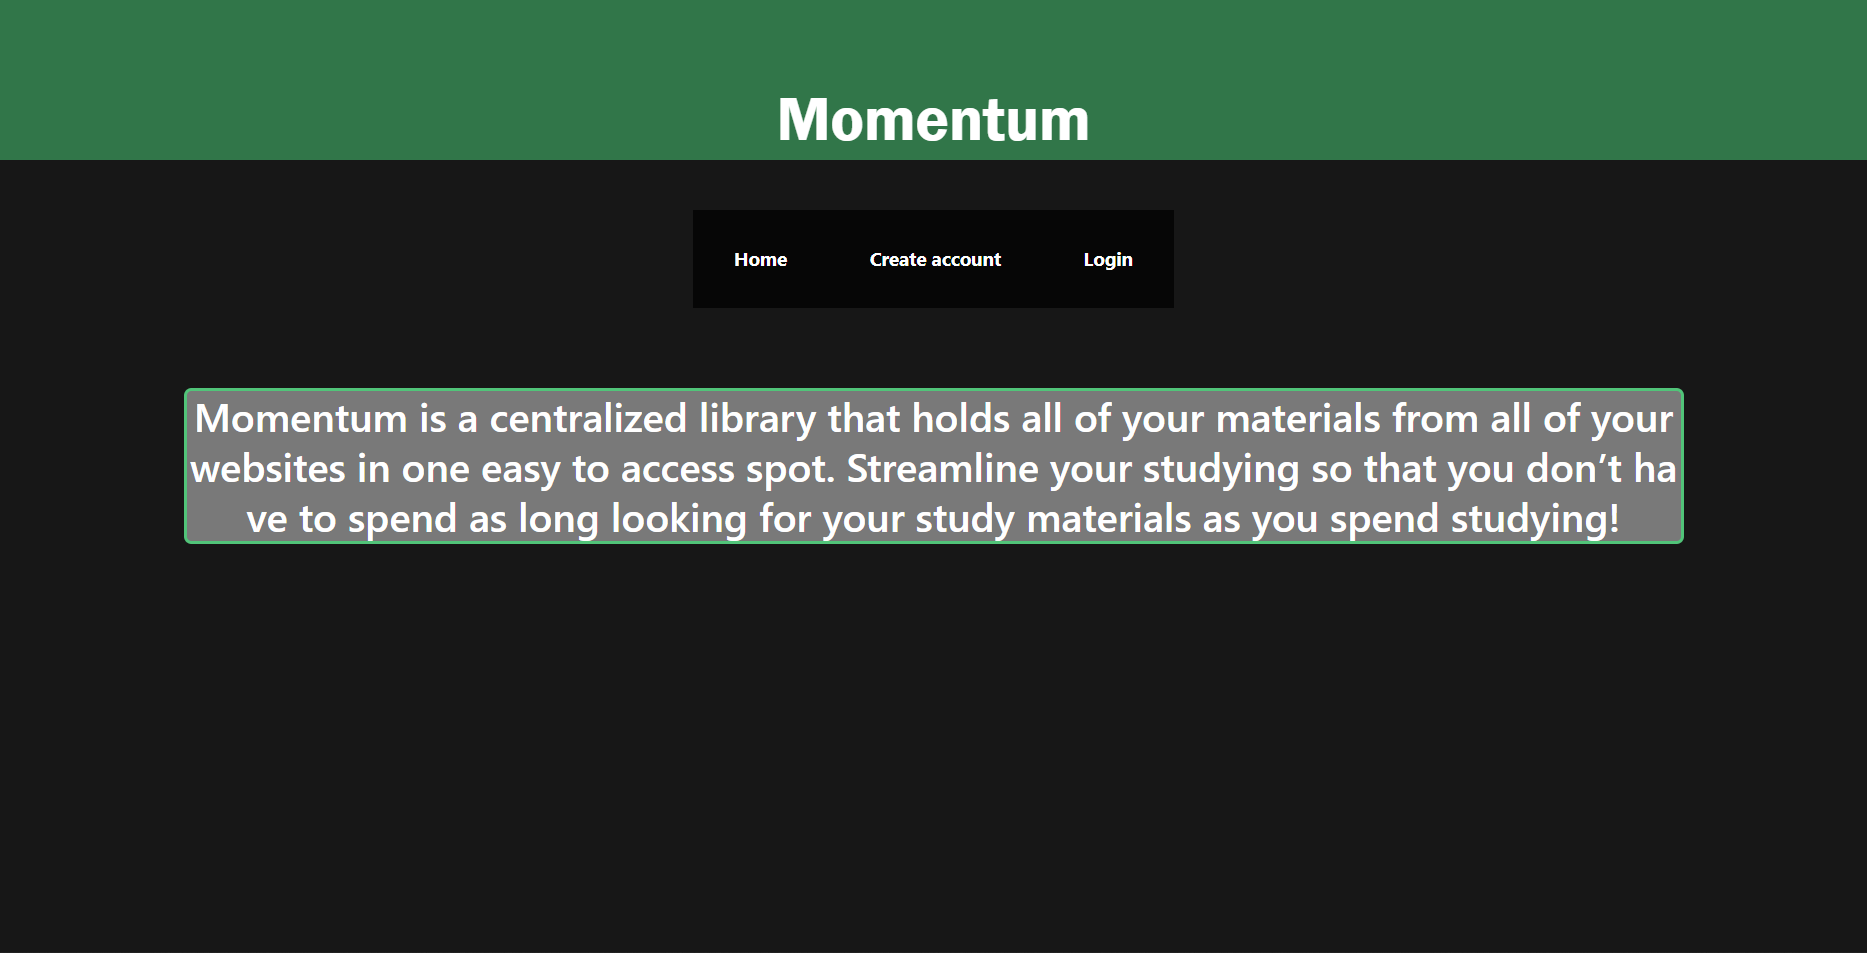 Momentum
Home
Create account
Login
Momentum is a centralized library that holds all of your materials from all of your
websites in one easy to access spot. Streamline your studying so that you don’t ha
ve to spend as long looking for your study materials as you spend studying!